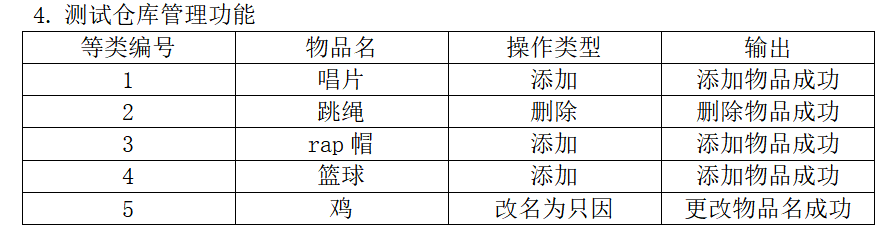 4. 测试仓库管理功能
等类编号 物品名 操作类型 输出
1 唱片 添加 添加物品成功
2 跳绳 删除 删除物品成功
3 rap 帽 添加 添加物品成功
4 篮球 添加 添加物品成功
5 鸡 改名为只因 更改物品名成功